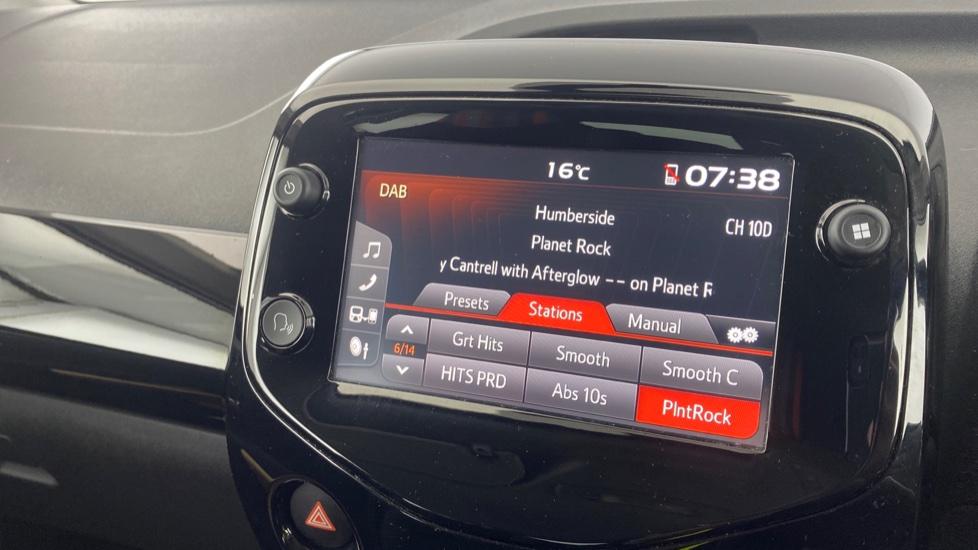 16°C 07:38
DAB
Humberside CH 10D
Planet Rock
y Cantrell with Afterglow -- on Planet R
Presets Stations Manual
6/14 Grt Hits Smooth Smooth C
HITS PRD Abs 10s PlntRock